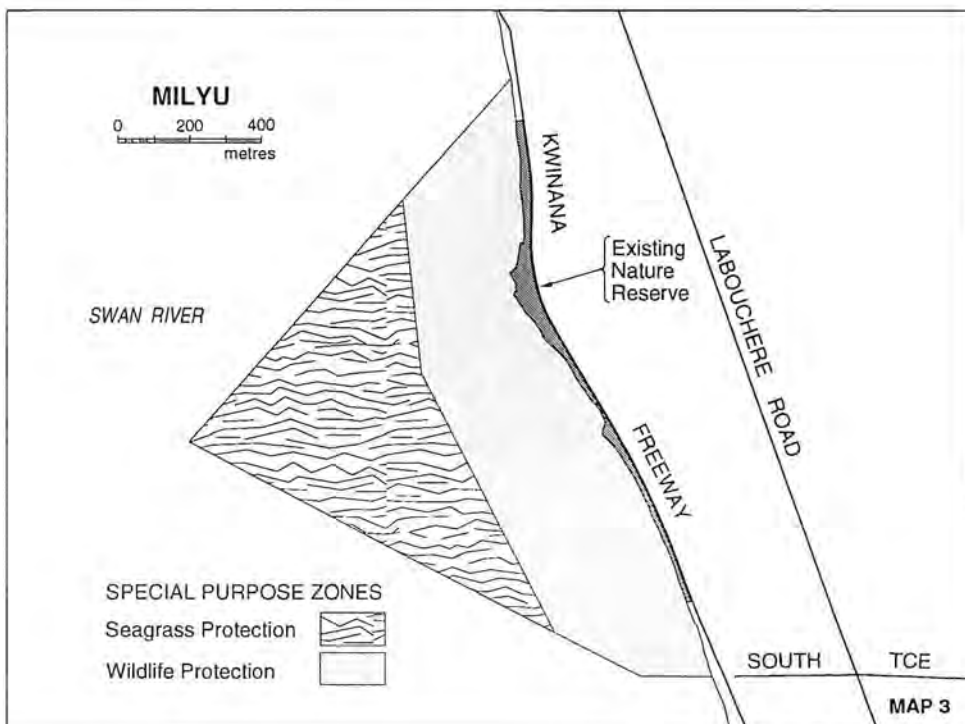 MILYU
0 200 400
metres
KWINANA
Existing
Nature
Reserve
LABOUCHERE ROAD
SWAN RIVER
FREEWAY
SPECIAL PURPOSE ZONES
Seagrass Protection
Wildlife Protection
SOUTH TCE
MAP 3